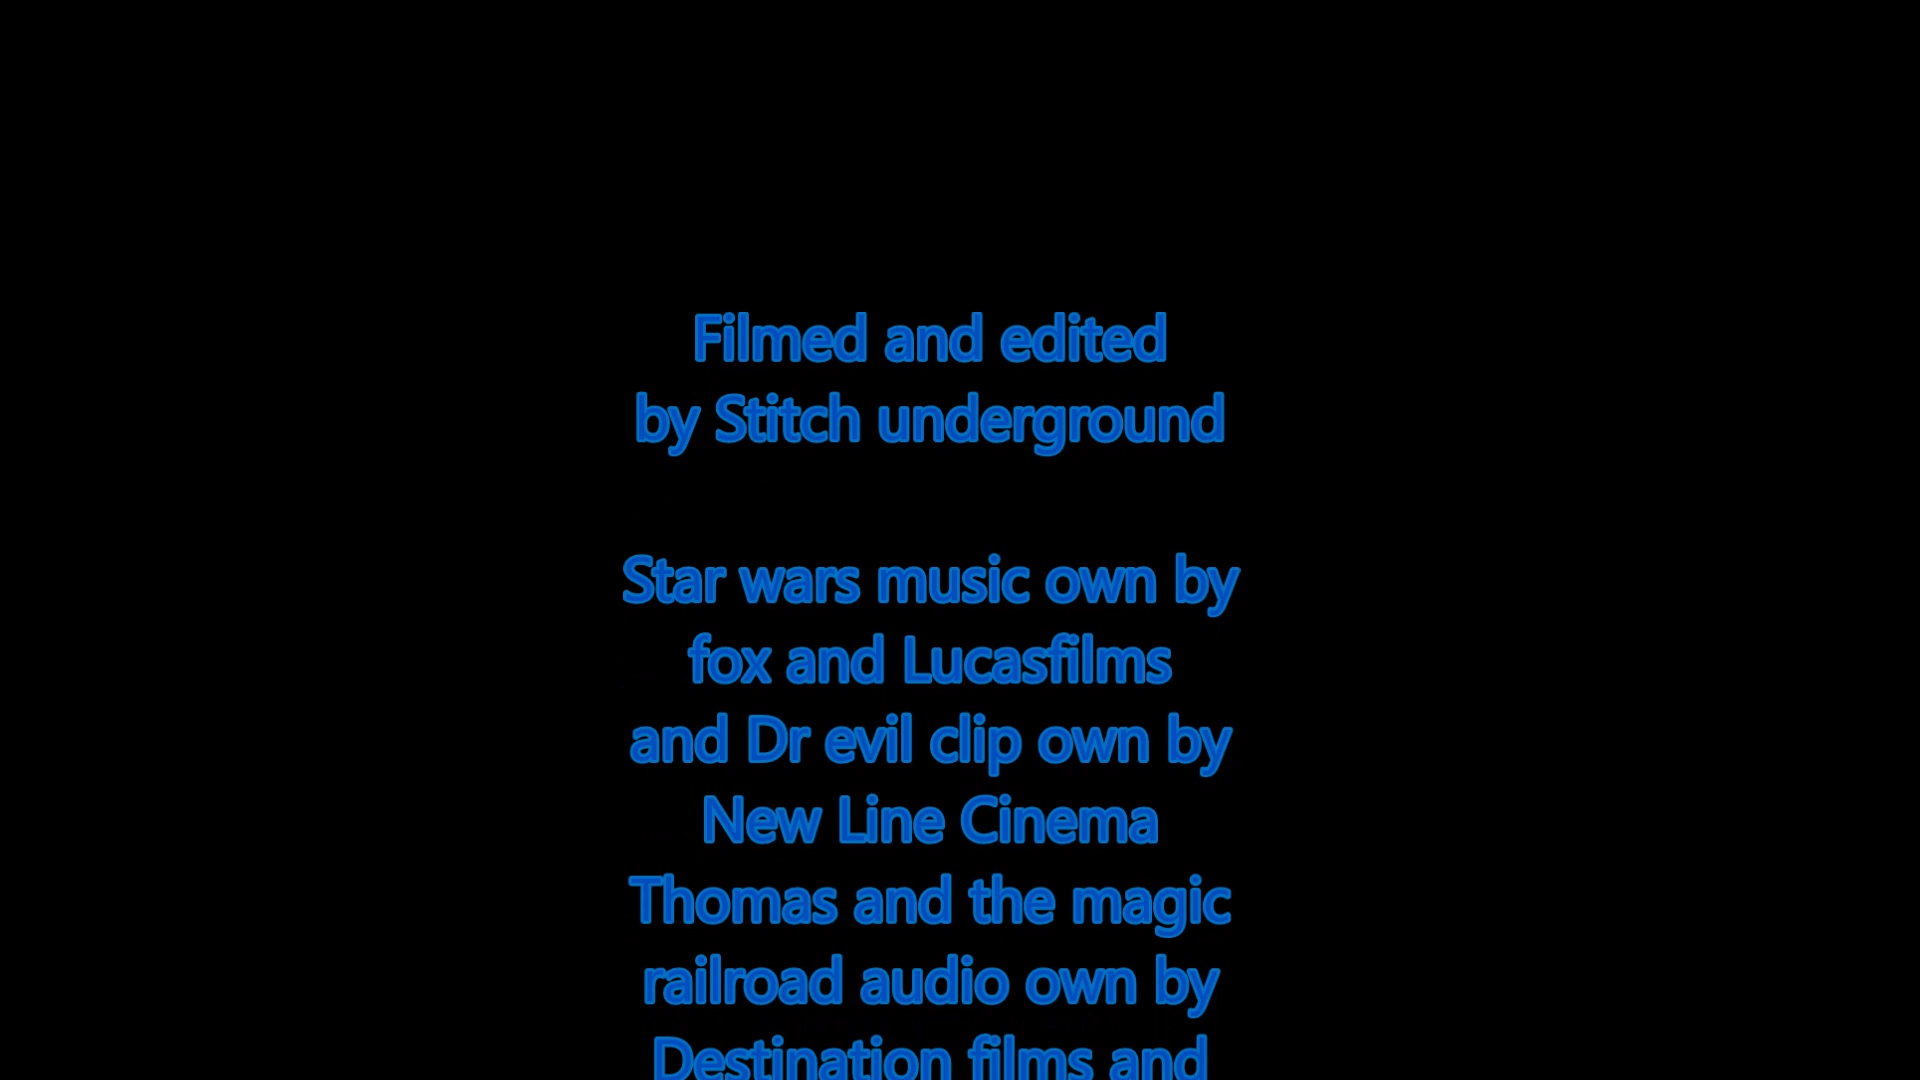 Filmed and edited
by Stitch underground
Star wars music own by
fox and Lucasfilms
and Dr evil clip own by
New Line Cinema
Thomas and the magic
railroad audio own by
Destination films and